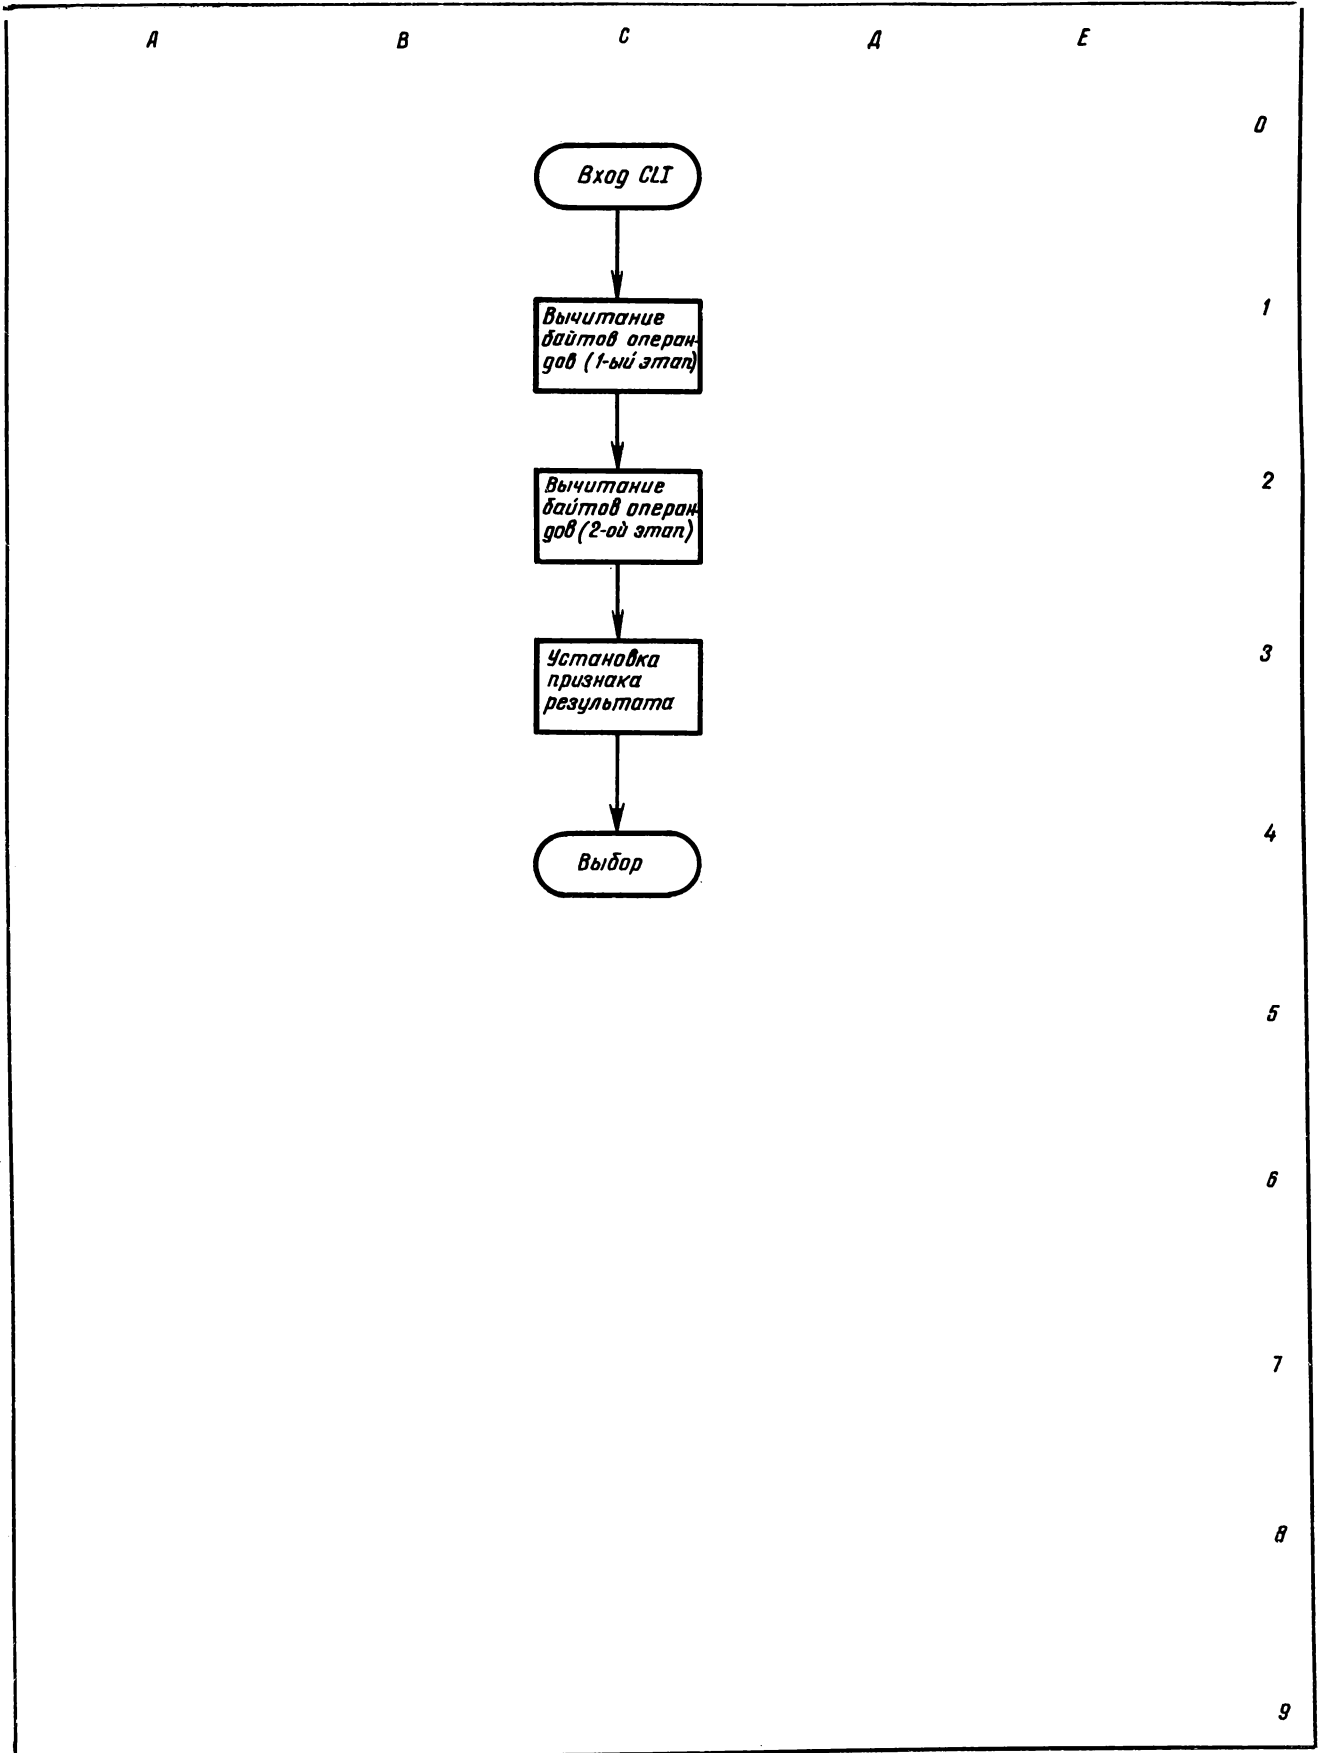 А В С Д Е
0
Вход CLI
1
Вычитание
байтов operан-
дов (1-ый этап)
2
Вычитание
байтов операн-
дов (2-ой этап)
3
Установка
признака
результата
4
Выбор
5
6
7
8
9